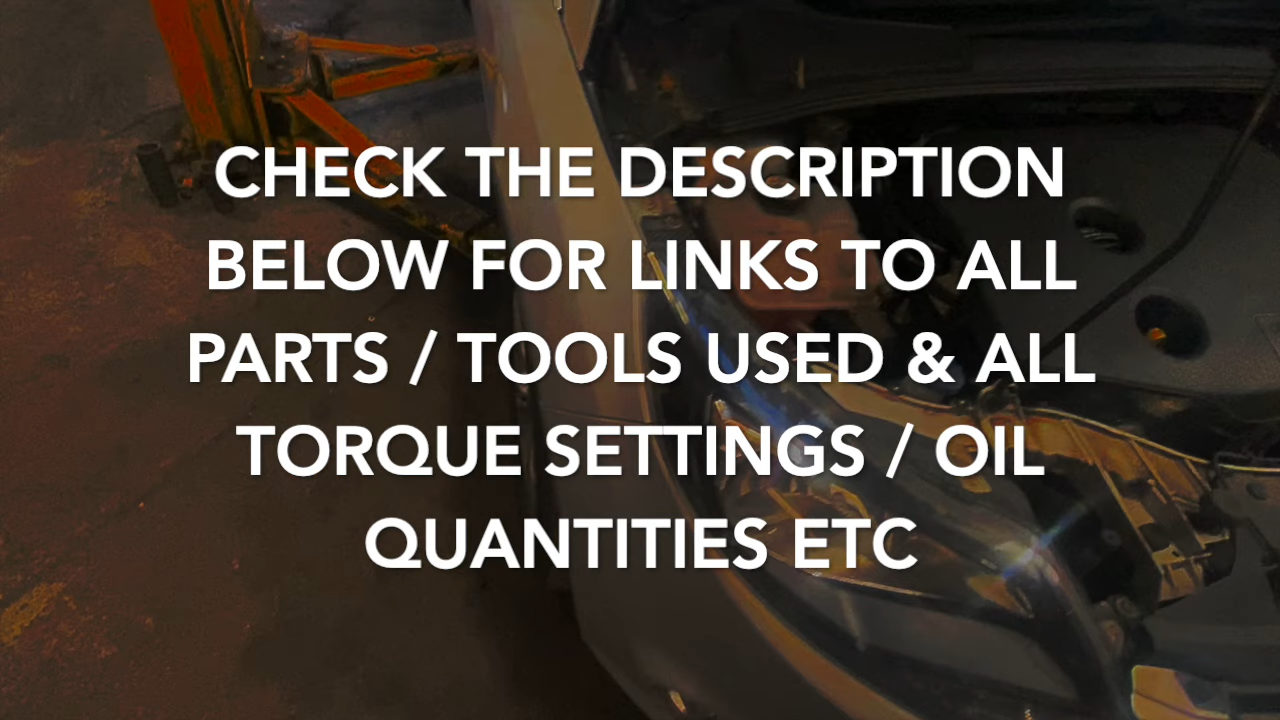 CHECK THE DESCRIPTION
BELOW FOR LINKS TO ALL
PARTS / TOOLS USED & ALL
TORQUE SETTINGS / OIL
QUANTITIES ETC